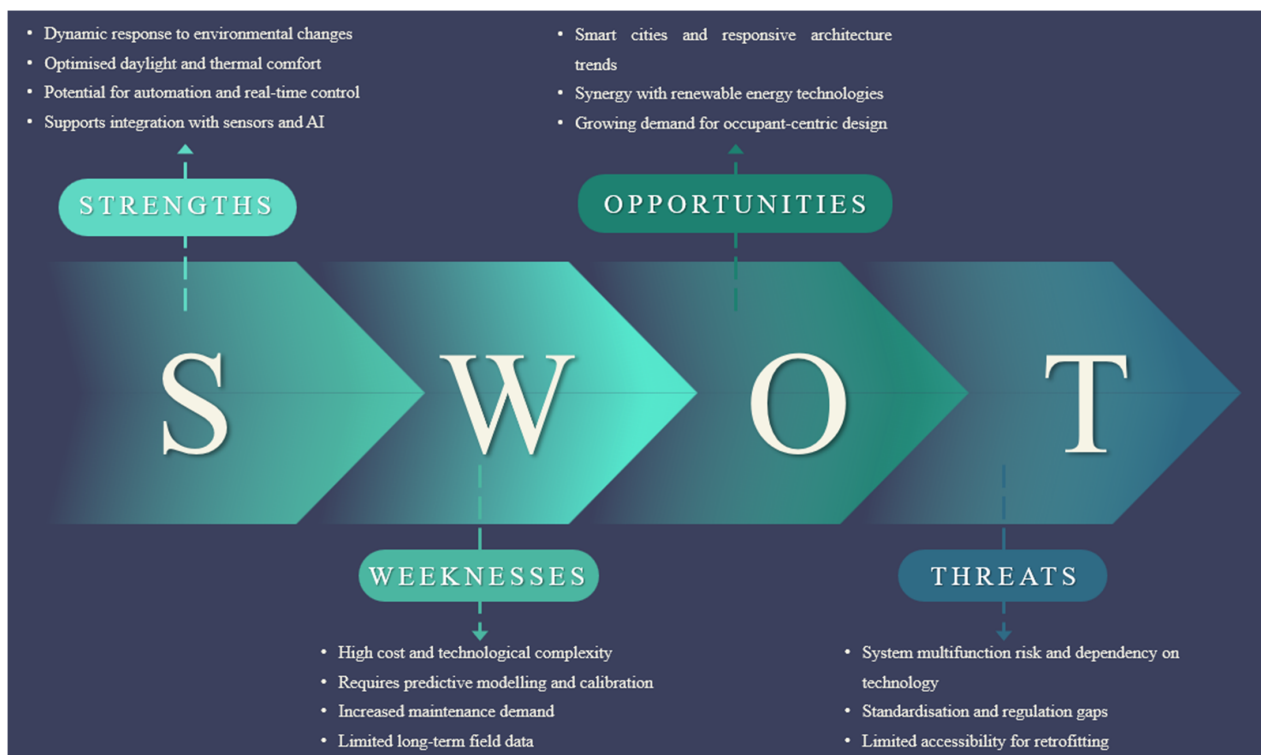 • Dynamic response to environmental changes
• Optimised daylight and thermal comfort
• Potential for automation and real-time control
• Supports integration with sensors and AI
STRENGTHS
• Smart cities and responsive architecture
trends
• Synergy with renewable energy technologies
• Growing demand for occupant-centric design
OPPORTUNITIES
S
W
O
T
WEEKNESSES
• High cost and technological complexity
• Requires predictive modelling and calibration
• Increased maintenance demand
• Limited long-term field data
THREATS
• System multifunction risk and dependency on
technology
• Standardisation and regulation gaps
• Limited accessibility for retrofitting